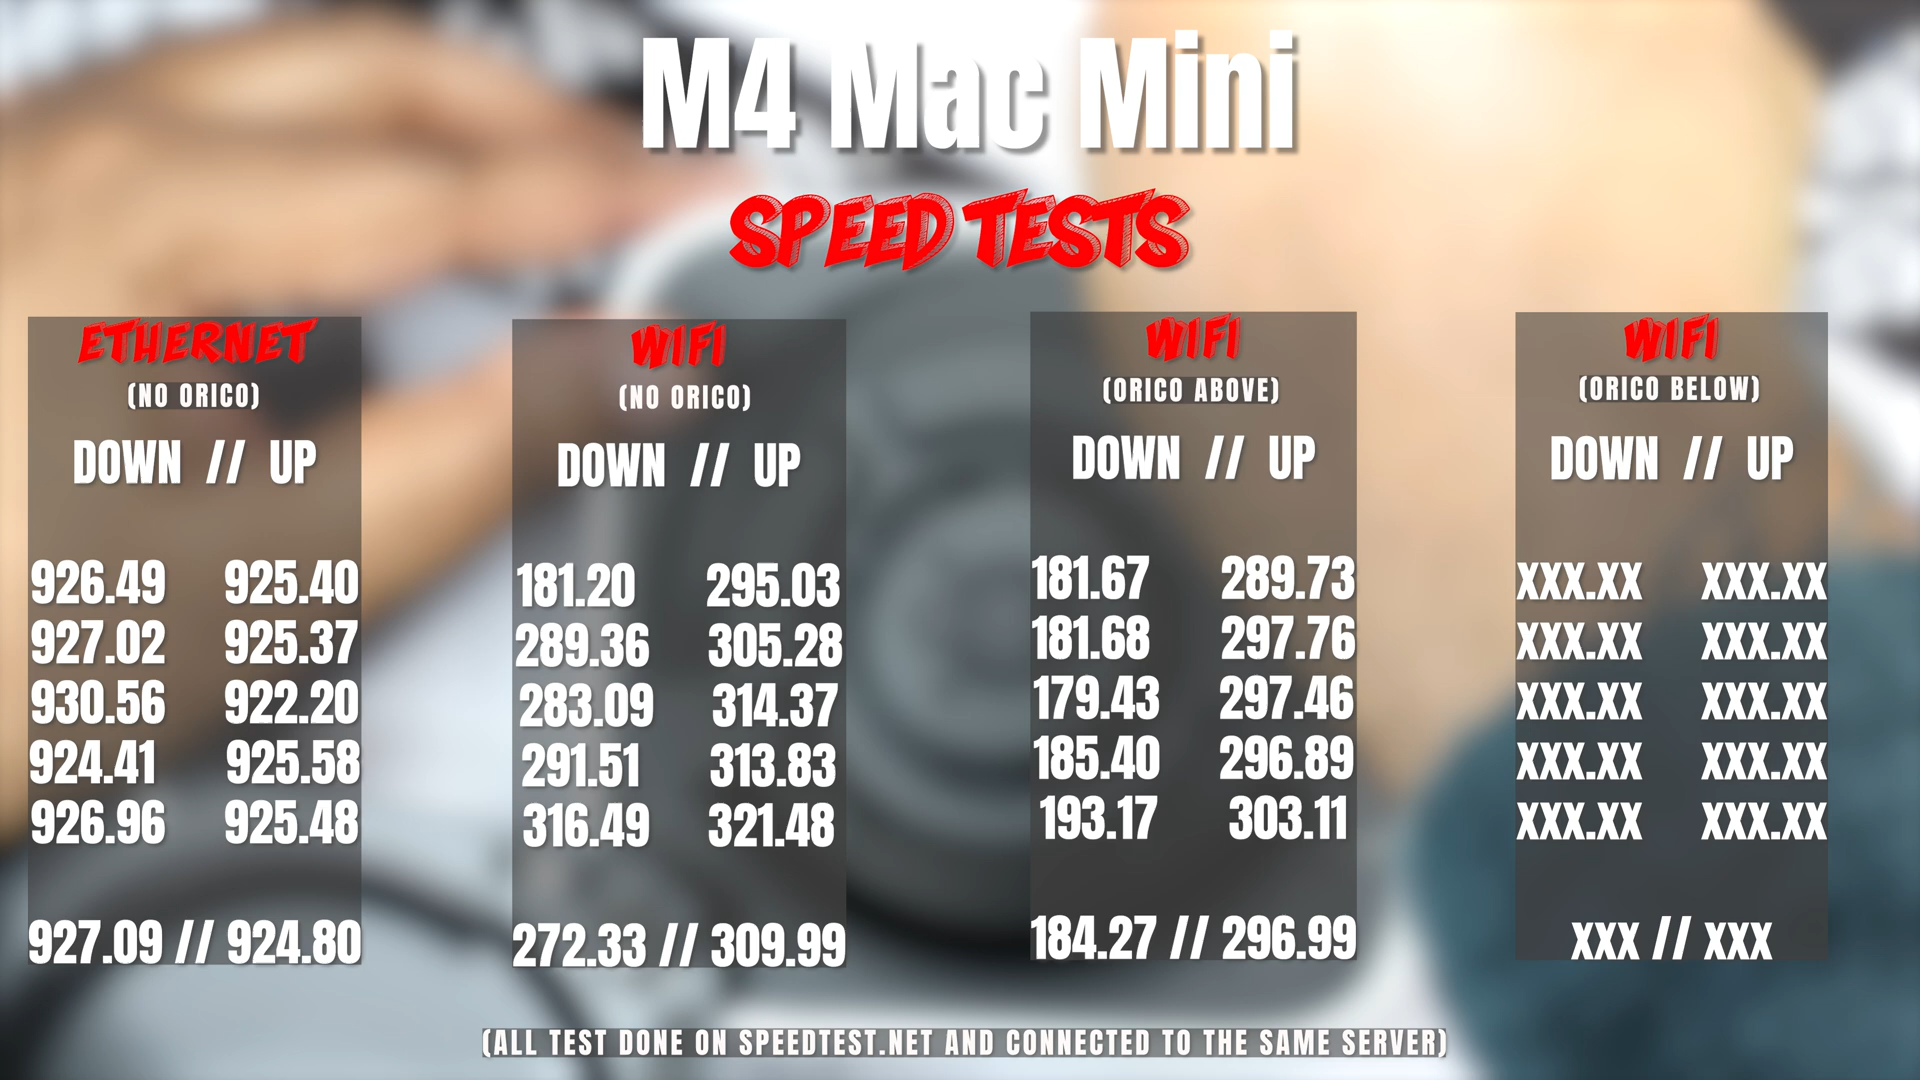 M4 Mac Mini
SPEED TESTS
ETHERNET
(NO ORICO)
DOWN // UP
926.49 925.40
927.02 925.37
930.56 922.20
924.41 925.58
926.96 925.48
927.09 // 924.80
WIFI
(NO ORICO)
DOWN // UP
181.20 295.03
289.36 305.28
283.09 314.37
291.51 313.83
316.49 321.48
272.33 // 309.99
WIFI
(ORICO ABOVE)
DOWN // UP
181.67 289.73
181.68 297.76
179.43 297.46
185.40 296.89
193.17 303.11
184.27 // 296.99
WIFI
(ORICO BELOW)
DOWN // UP
XXX.XX XXX.XX
XXX.XX XXX.XX
XXX.XX XXX.XX
XXX.XX XXX.XX
XXX.XX XXX.XX
XXX // XXX
(ALL TEST DONE ON SPEEDTEST.NET AND CONNECTED TO THE SAME SERVER)